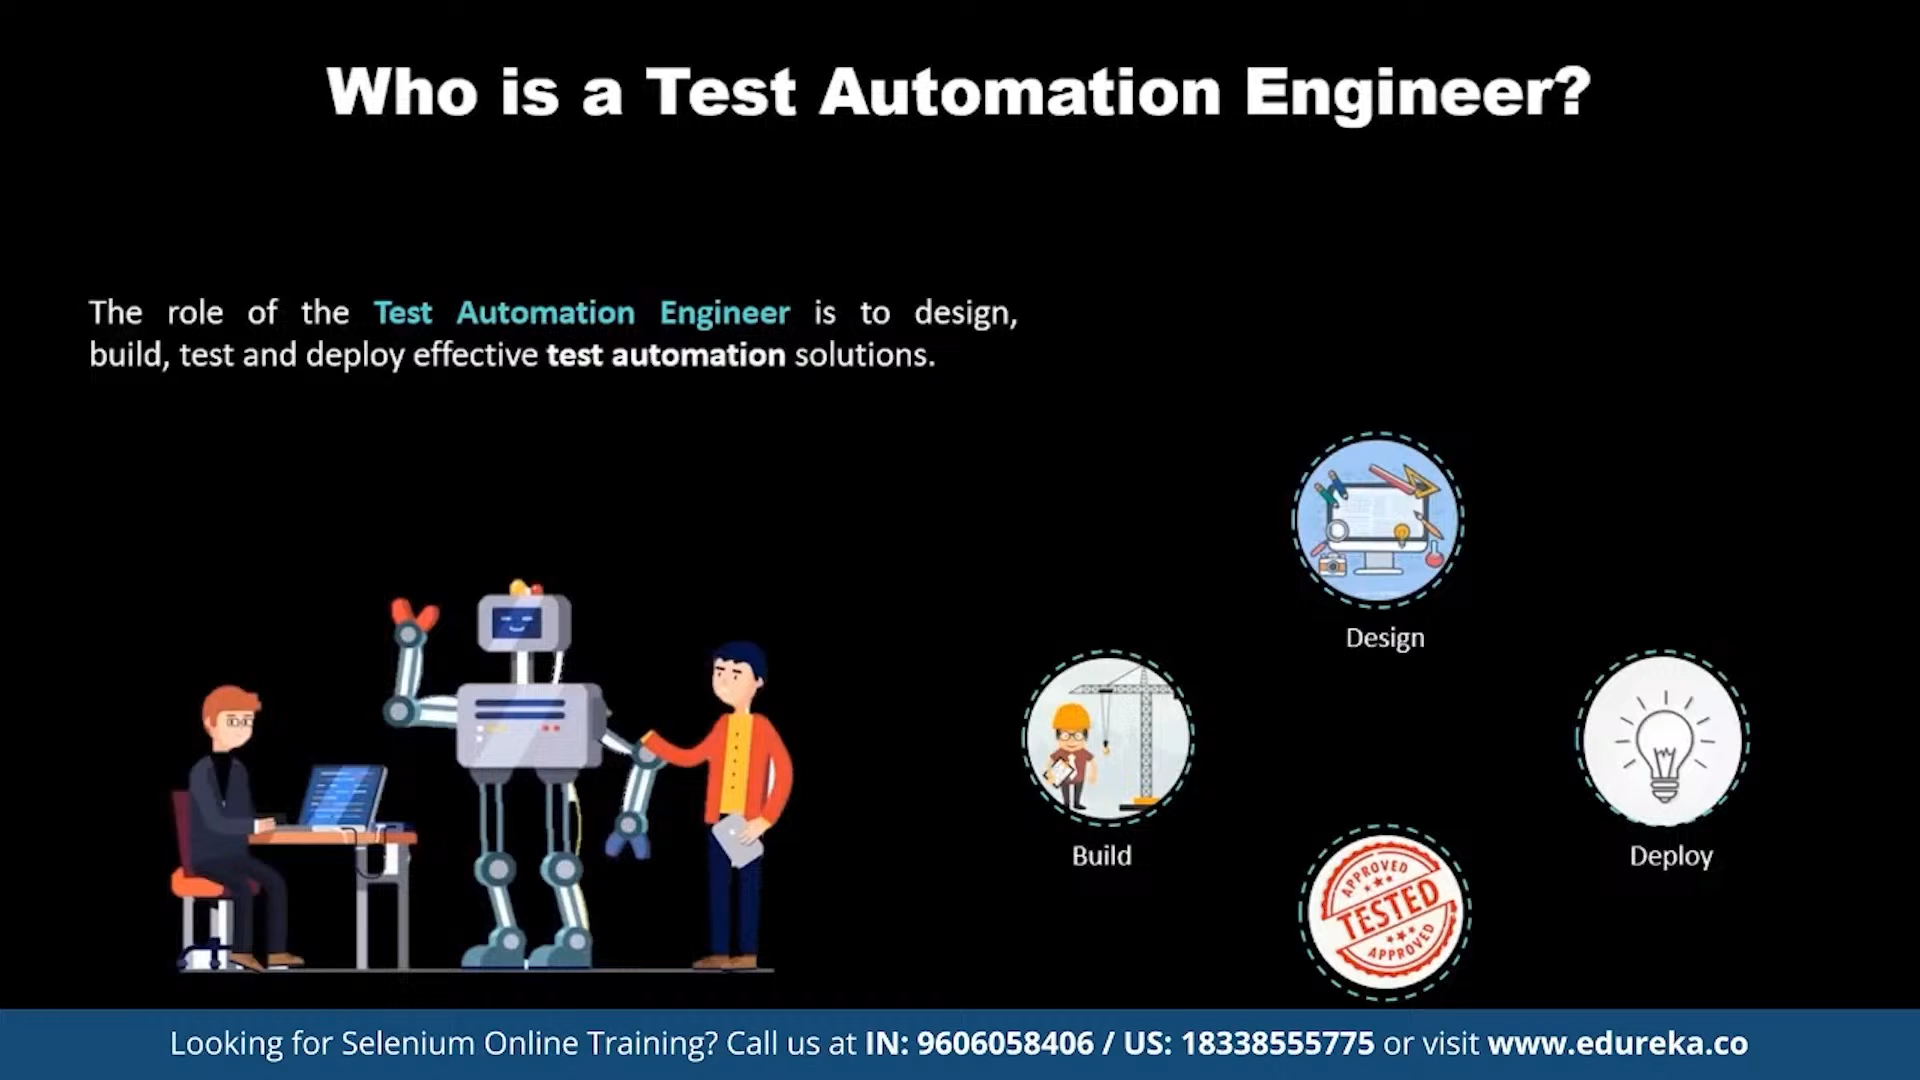 Who is a Test Automation Engineer?
The role of the Test Automation Engineer is to design,
build, test and deploy effective test automation solutions.
Design
Build
Deploy
APPROVED
TESTED
APPROVED
Looking for Selenium Online Training? Call us at IN: 9606058406 / US: 18338555775 or visit www.edureka.co